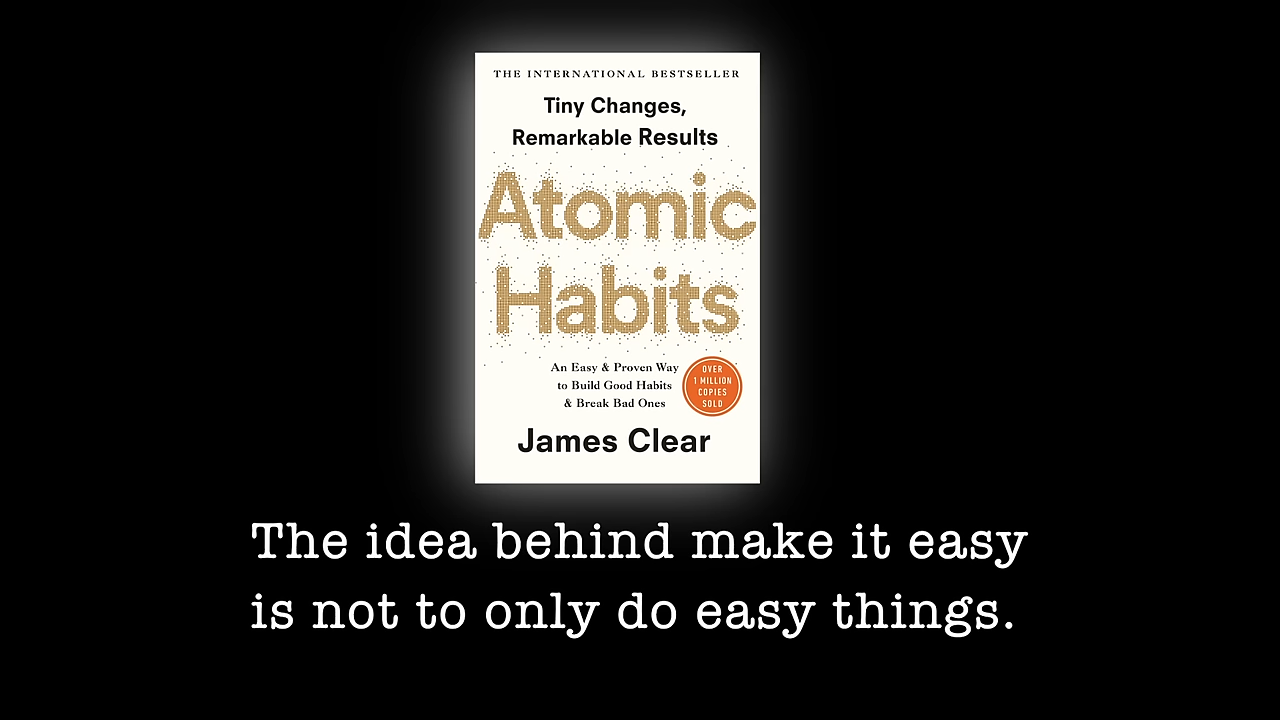 THE INTERNATIONAL BESTSELLER
Tiny Changes,
Remarkable Results
Atomic
Habits
An Easy & Proven Way
to Build Good Habits
& Break Bad Ones
OVER
1 MILLION
COPIES
SOLD
James Clear
The idea behind make it easy
is not to only do easy things.